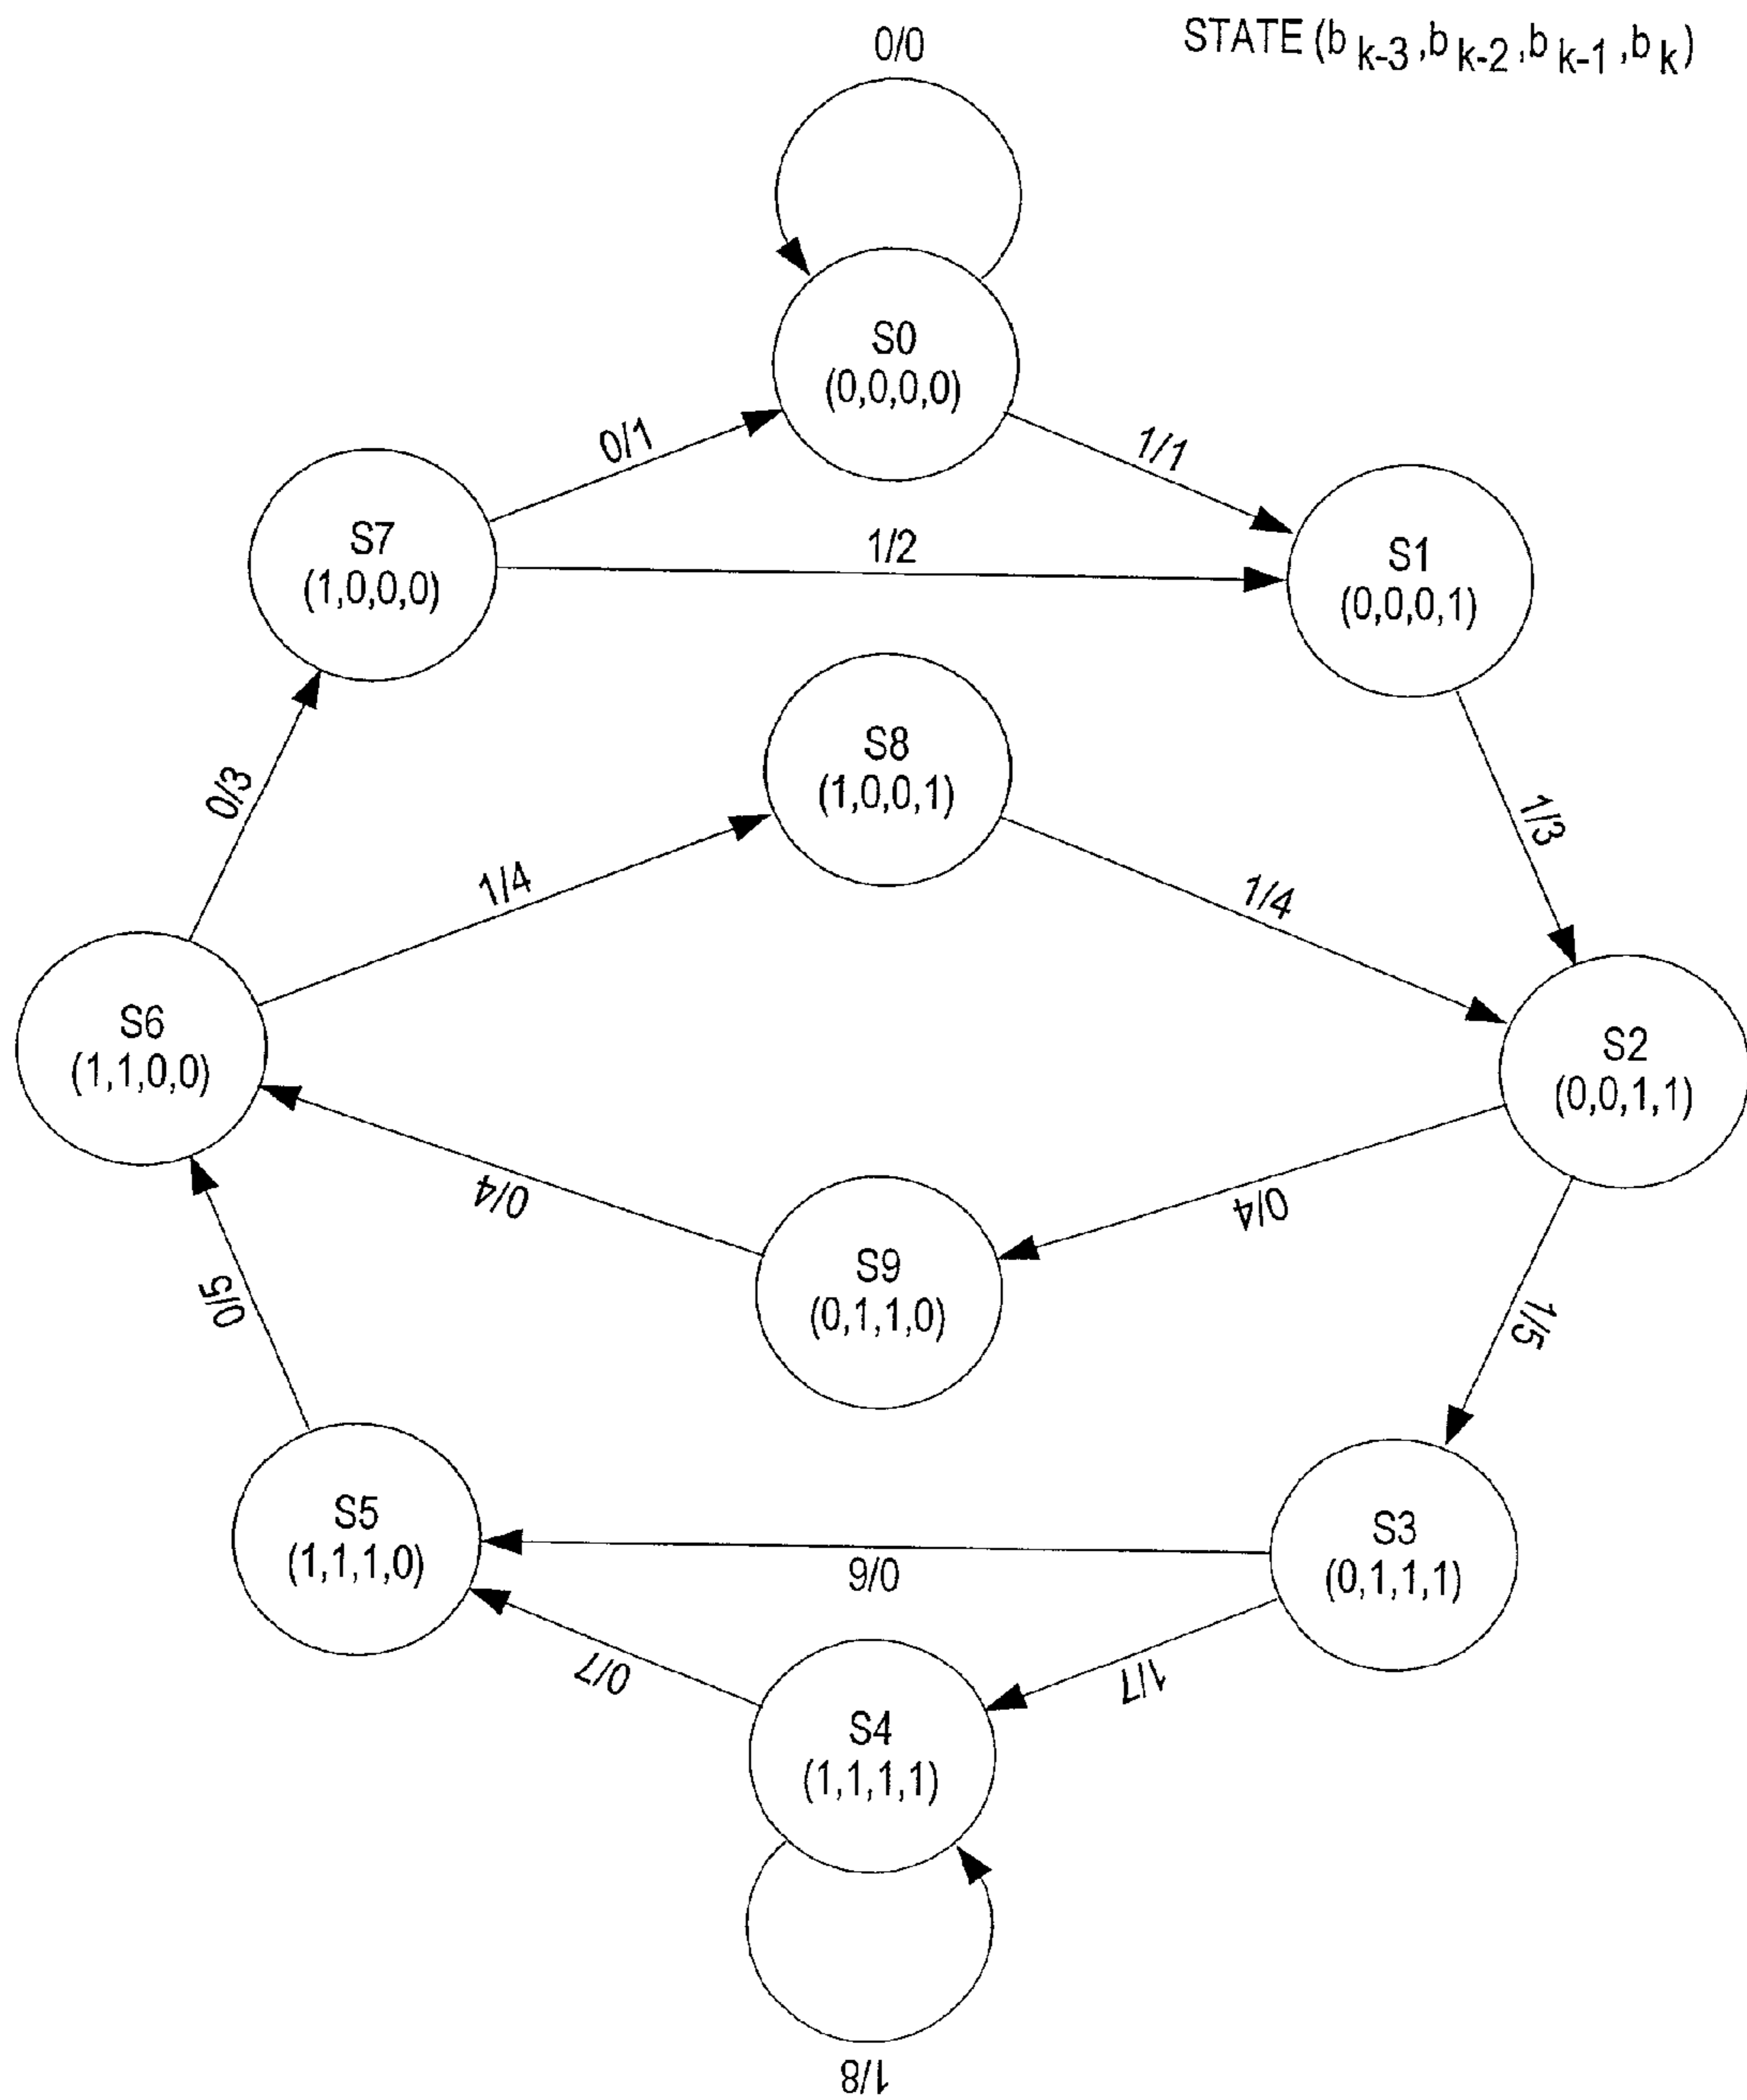 STATE (b k-3 ,b k-2 ,b k-1 ,b k)
0/0
S0
(0,0,0,0)
0/1
1/1
S7
(1,0,0,0)
1/2
S1
(0,0,0,1)
S8
(1,0,0,1)
0/3
1/3
1/4
1/4
S6
(1,1,0,0)
S2
(0,0,1,1)
0/4
0/4
S9
(0,1,1,0)
0/5
1/5
S5
(1,1,1,0)
S3
(0,1,1,1)
0/6
0/7
1/7
S4
(1,1,1,1)
1/8